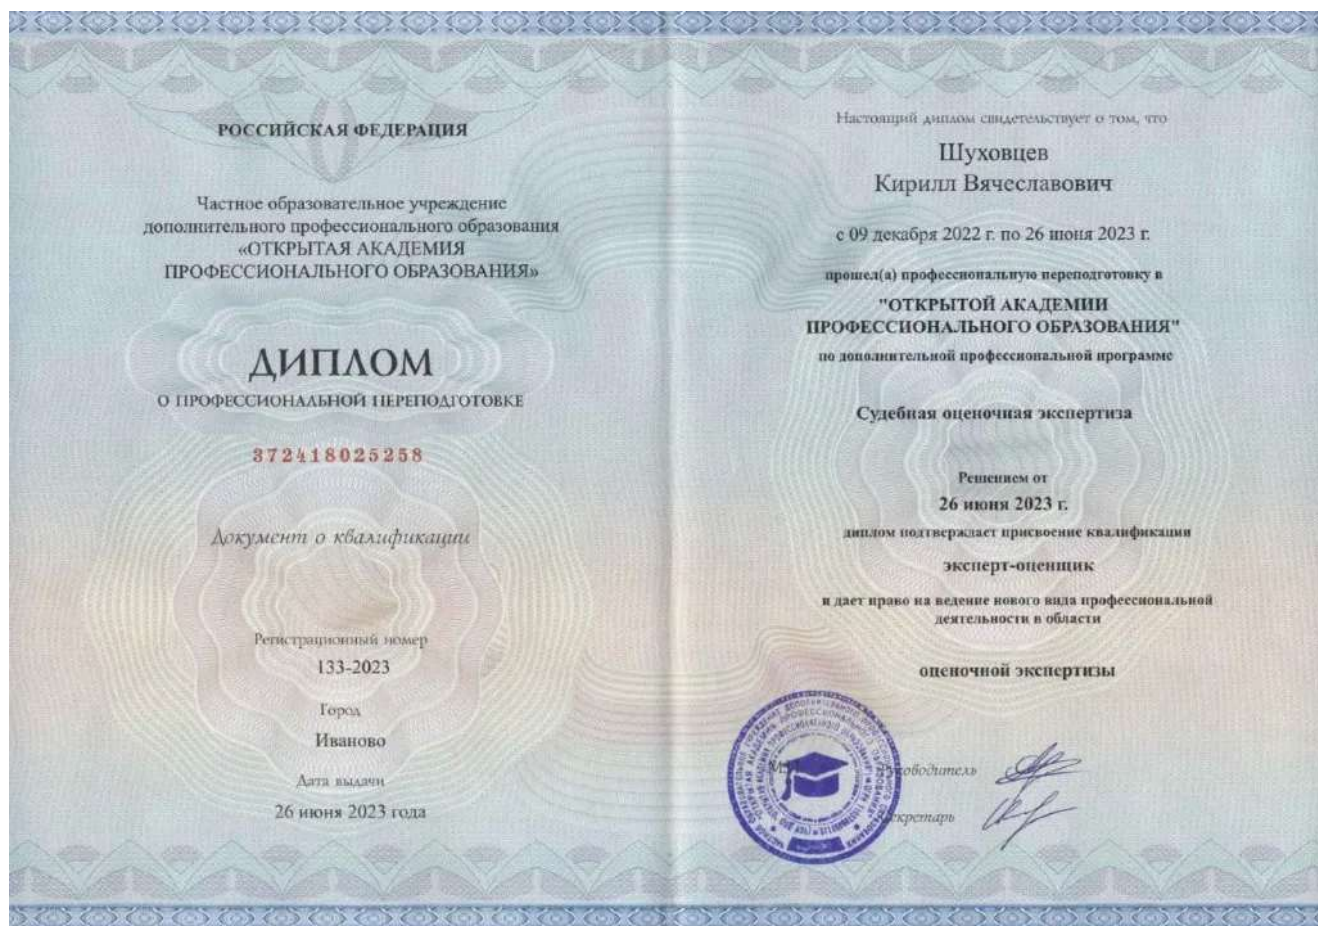 РОССИЙСКАЯ ФЕДЕРАЦИЯ
Частное образовательное учреждение
дополнительного профессионального образования
«ОТКРЫТАЯ АКАДЕМИЯ
ПРОФЕССИОНАЛЬНОГО ОБРАЗОВАНИЯ»
ДИПЛОМ
О ПРОФЕССИОНАЛЬНОЙ ПЕРЕПОДГОТОВКЕ
372418025258
Документ о квалификации
Регистрационный номер
133-2023
Город
Иваново
Дата выдачи
26 июня 2023 года
Настоящий диплом свидетельствует о том, что
Шуховцев
Кирилл Вячеславович
с 09 декабря 2022 г. по 26 июня 2023 г.
прошел(а) профессиональную переподготовку в
"ОТКРЫТОЙ АКАДЕМИИ
ПРОФЕССИОНАЛЬНОГО ОБРАЗОВАНИЯ"
по дополнительной профессиональной программе
Судебная оценочная экспертиза
Решением от
26 июня 2023 г.
диплом подтверждает присвоение квалификации
эксперт-оценщик
и дает право на ведение нового вида профессиональной
деятельности в области
оценочной экспертизы
Руководитель
Секретарь